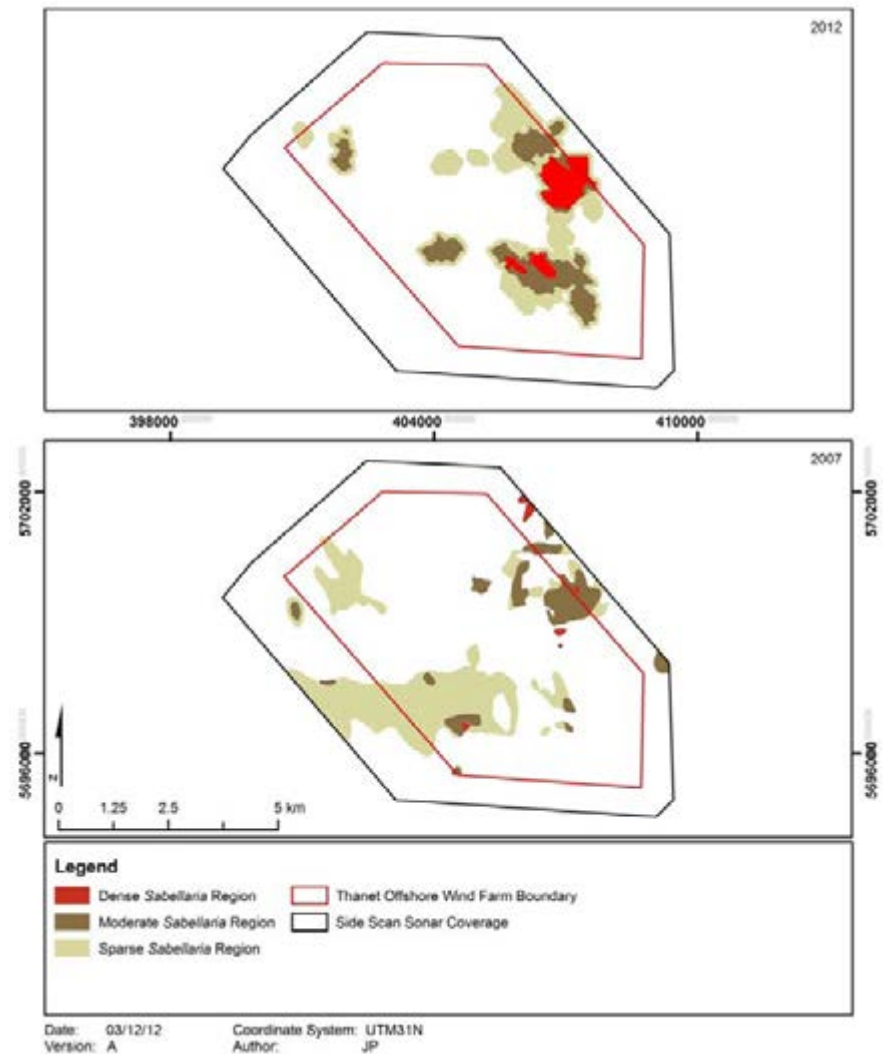 2012
398000 404000 410000
2007
5702000
5702000
5696000
5696000
N
0 1.25 2.5 5 km
Legend
Dense Sabellaria Region
Thanet Offshore Wind Farm Boundary
Moderate Sabellaria Region
Side Scan Sonar Coverage
Sparse Sabellaria Region
Date: 03/12/12 Coordinate System: UTM31N
Version: A Author: JP